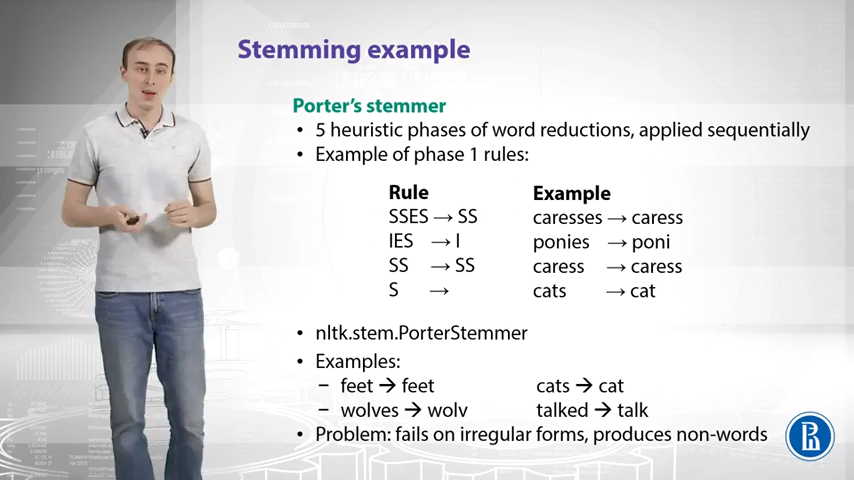 Stemming example
Porter's stemmer
• 5 heuristic phases of word reductions, applied sequentially
• Example of phase 1 rules:
Rule Example
SSES → SS caresses → caress
IES → I ponies → poni
SS → SS caress → caress
S → cats → cat
• nltk.stem.PorterStemmer
• Examples:
– feet → feet cats → cat
– wolves → wolv talked → talk
• Problem: fails on irregular forms, produces non-words